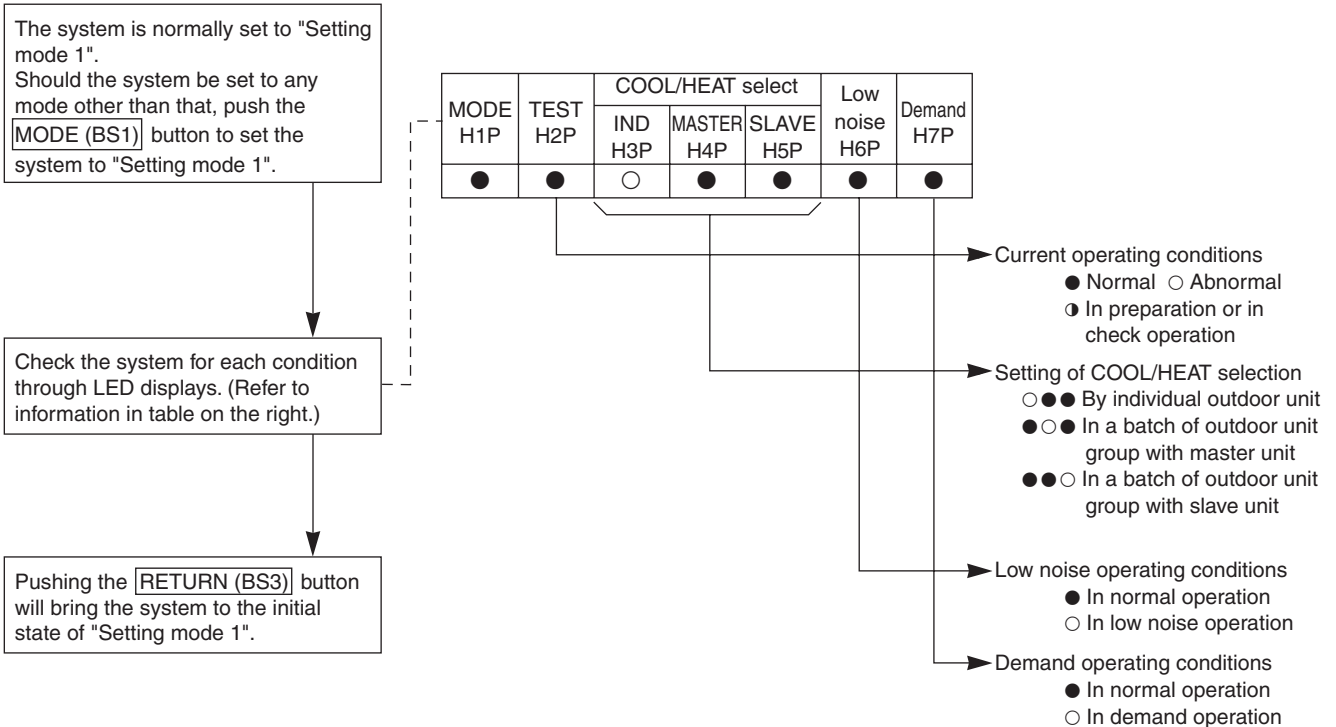 The system is normally set to "Setting
mode 1".
Should the system be set to any
mode other than that, push the
MODE (BS1) button to set the
system to "Setting mode 1".
Check the system for each condition
through LED displays. (Refer to
information in table on the right.)
Pushing the RETURN (BS3) button
will bring the system to the initial
state of "Setting mode 1".
MODE
H1P
TEST
H2P
COOL/HEAT select
IND
H3P
MASTER
H4P
SLAVE
H5P
Low
noise
H6P
Demand
H7P
● ● ○ ● ● ● ●
Current operating conditions
● Normal ○ Abnormal
◑ In preparation or in
check operation
Setting of COOL/HEAT selection
○●● By individual outdoor unit
●○● In a batch of outdoor unit
group with master unit
●●○ In a batch of outdoor unit
group with slave unit
Low noise operating conditions
● In normal operation
○ In low noise operation
Demand operating conditions
● In normal operation
○ In demand operation